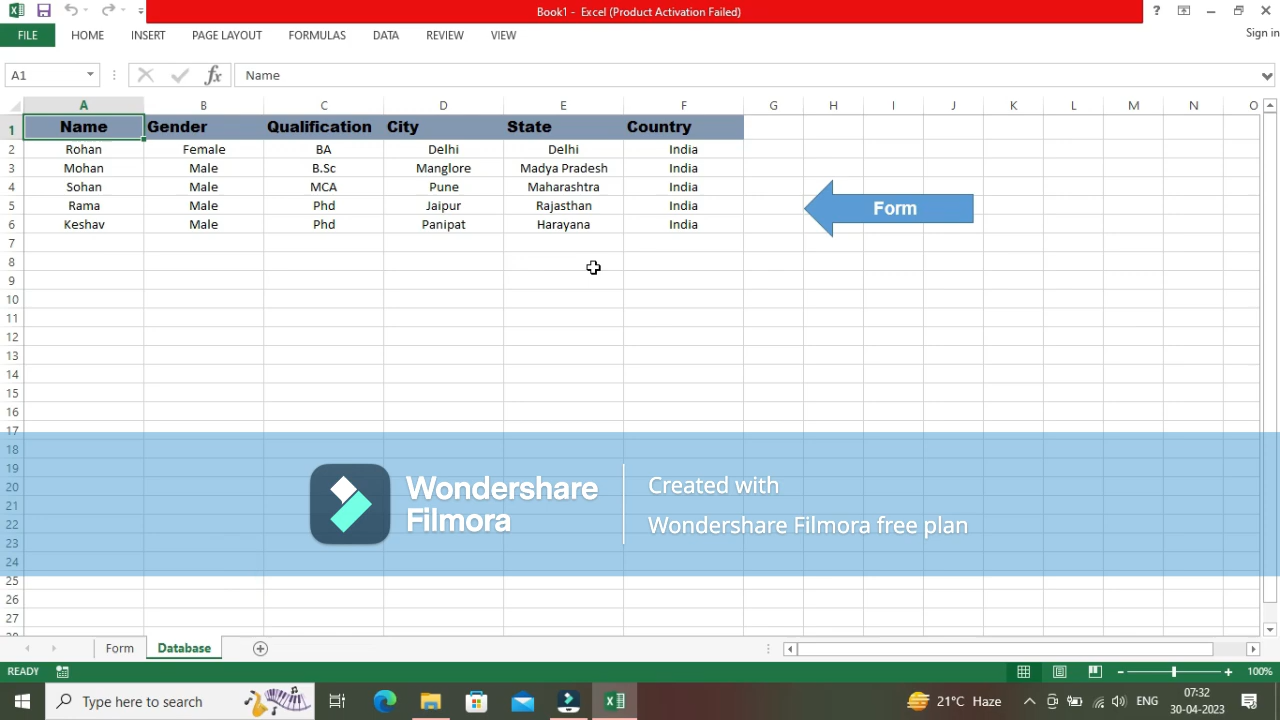 Book1 - Excel (Product Activation Failed)
?
FILE HOME INSERT PAGE LAYOUT FORMULAS DATA REVIEW VIEW
Sign in
A1 fx Name
A B C D E F G H I J K L M N O
1 Name Gender Qualification City State Country
2 Rohan Female BA Delhi Delhi India
3 Mohan Male B.Sc Manglore Madya Pradesh India
4 Sohan Male MCA Pune Maharashtra India
5 Rama Male Phd Jaipur Rajasthan India
6 Keshav Male Phd Panipat Harayana India
Form
7
8
9
10
11
12
13
14
15
16
17
18
19
20
21
22
23
24
25
26
27
28
Wondershare
Filmora
Created with
Wondershare Filmora free plan
Form Database
READY 100%
Type here to search
21°C Haze
ENG
07:32
30-04-2023